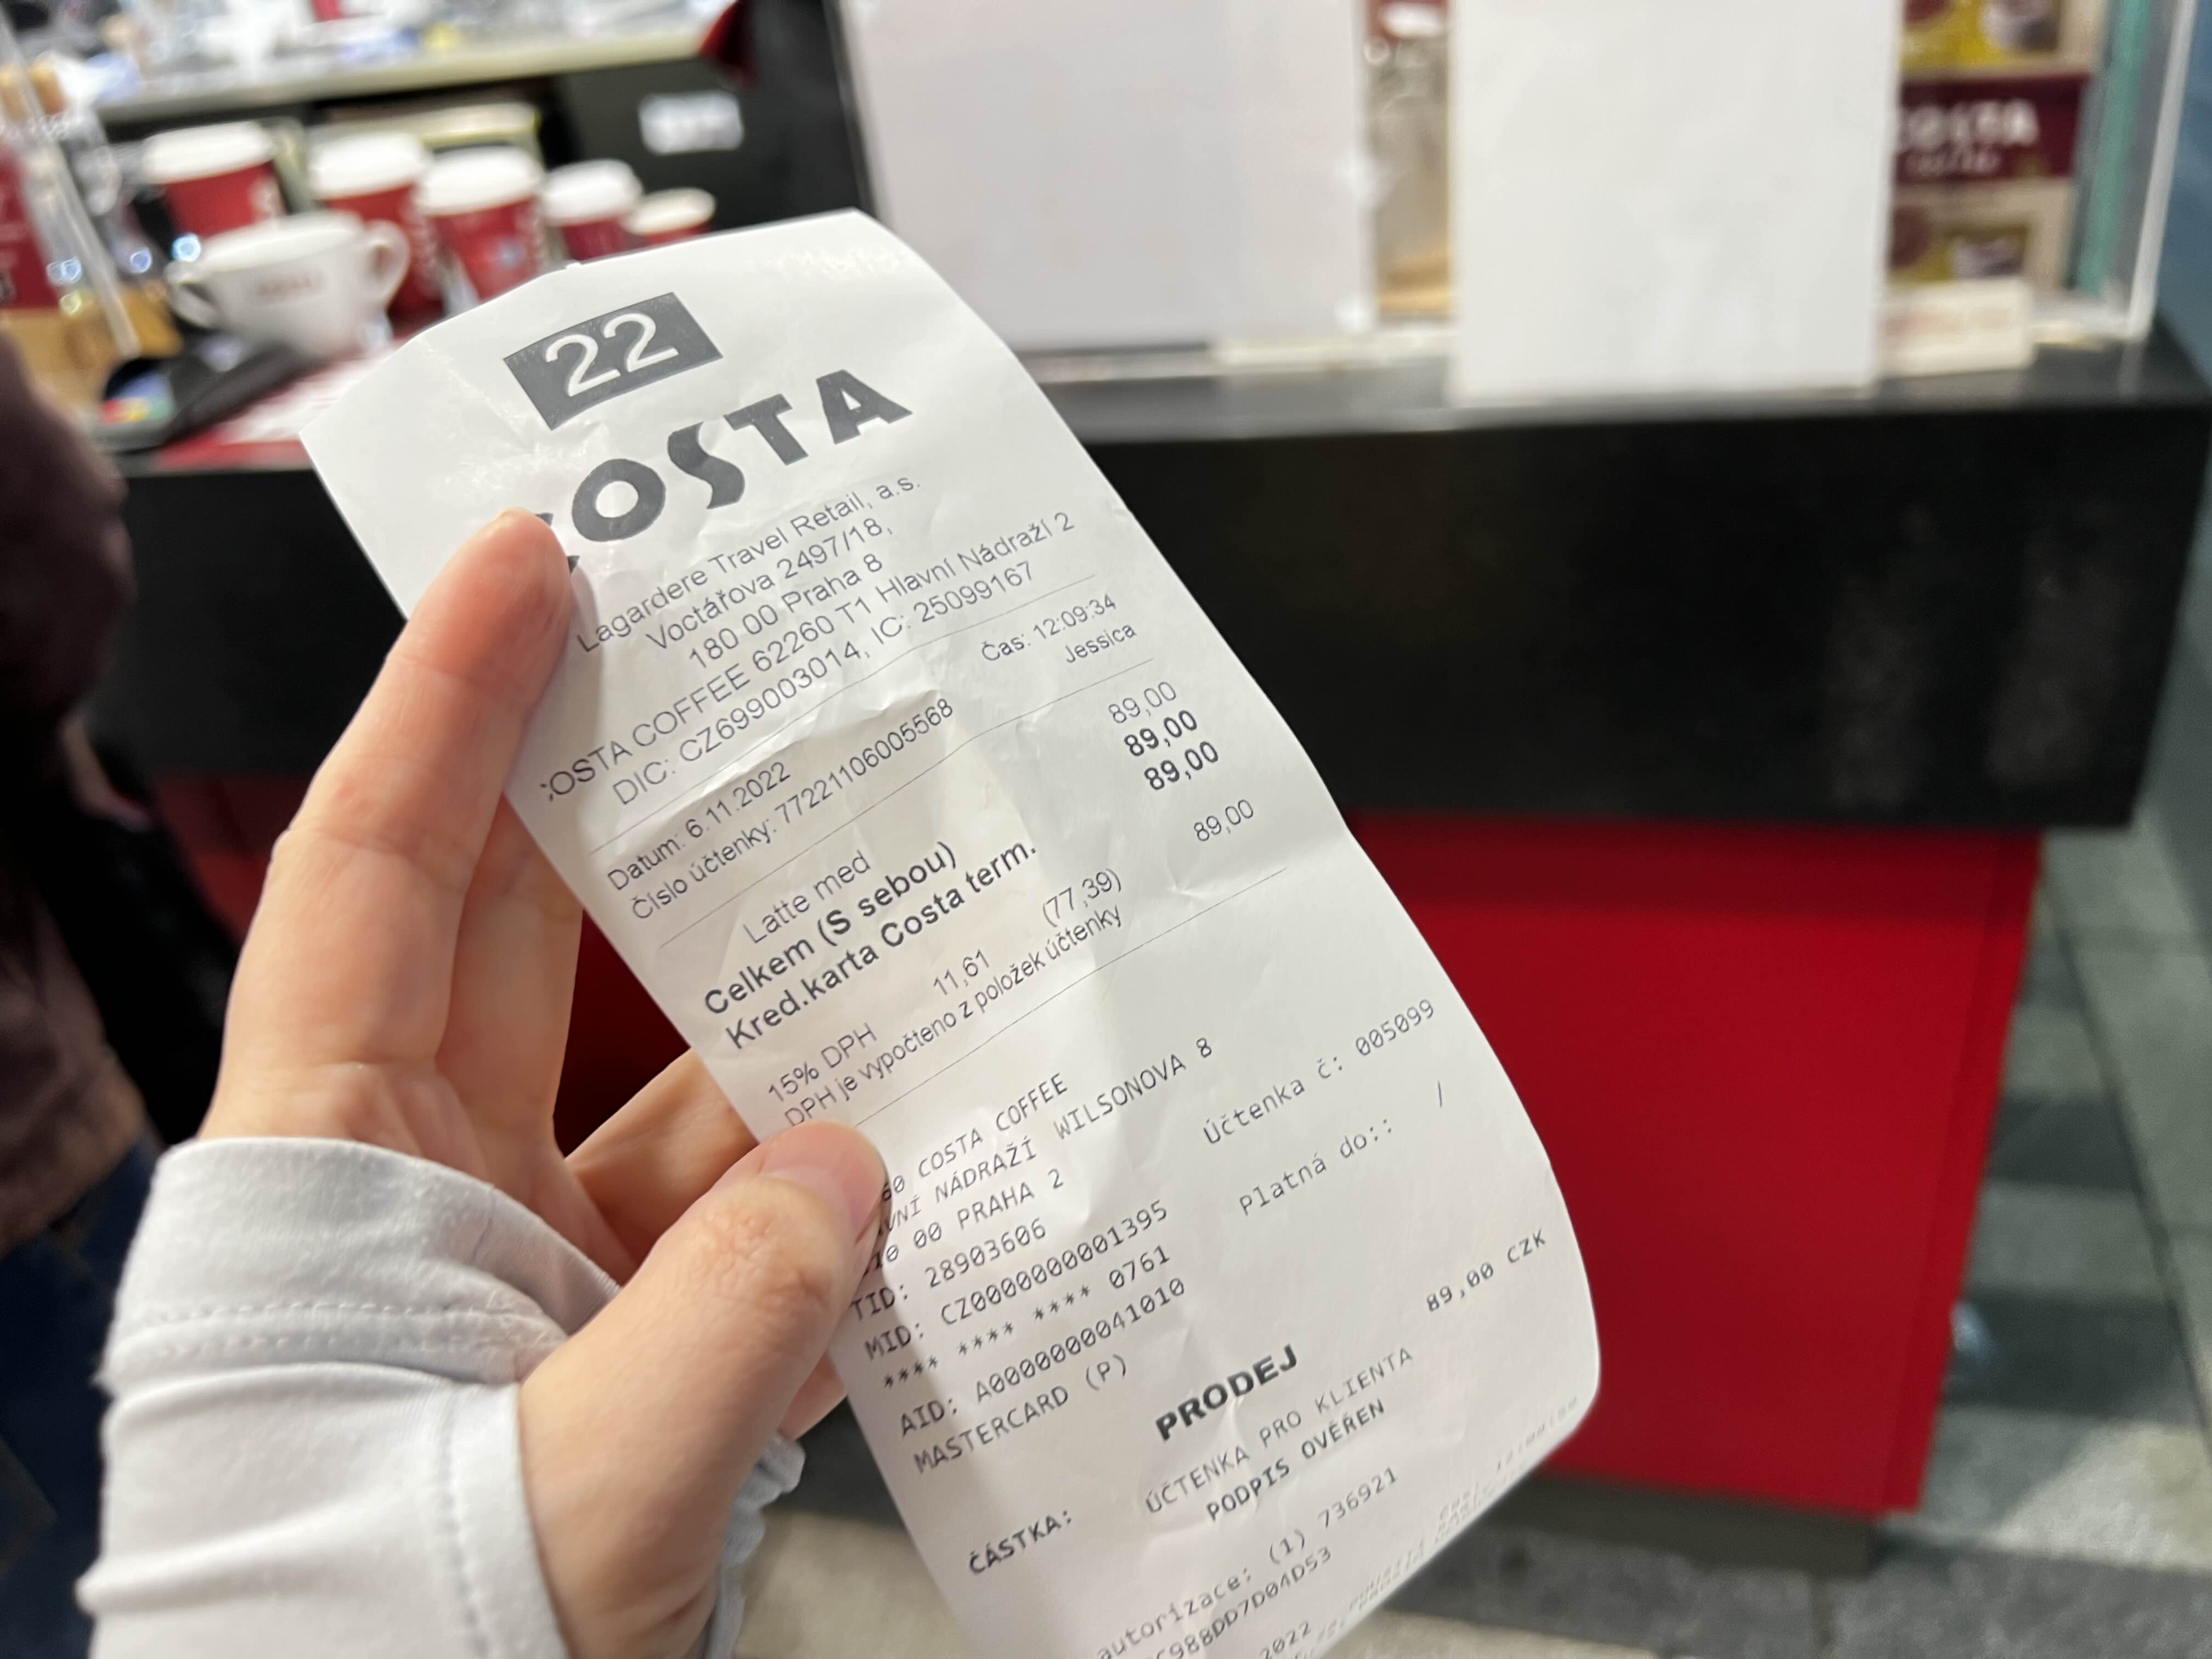 22
COSTA
Lagardere Travel Retail, a.s.
Voctářova 2497/18,
180 00 Praha 8
COSTA COFFEE 62260 T1 Hlavní Nádraží 2
DIC: CZ699003014, IC: 25099167
Datum: 6.11.2022 Čas: 12:09:34
Číslo účtenky: 77221106005568 Jessica
Latte med 89,00
Celkem (S sebou) 89,00
Kred.karta Costa term. 89,00
15% DPH 11,61 (77,39) 89,00
DPH je vypočteno z položek účtenky
60 COSTA COFFEE
VNÍ NÁDRAŽÍ WILSONOVA 8
10 00 PRAHA 2
TID: 28903606 Účtenka č: 005099
MID: CZ0000000001395
**** **** **** 0761 Platná do:: /
AID: A0000000041010
MASTERCARD (P)
PRODEJ
ČÁSTKA: 89,00 CZK
ÚČTENKA PRO KLIENTA
PODPIS OVĚŘEN
autorizace: (1) 736921
C988DD7D04D53
2022
COSTA